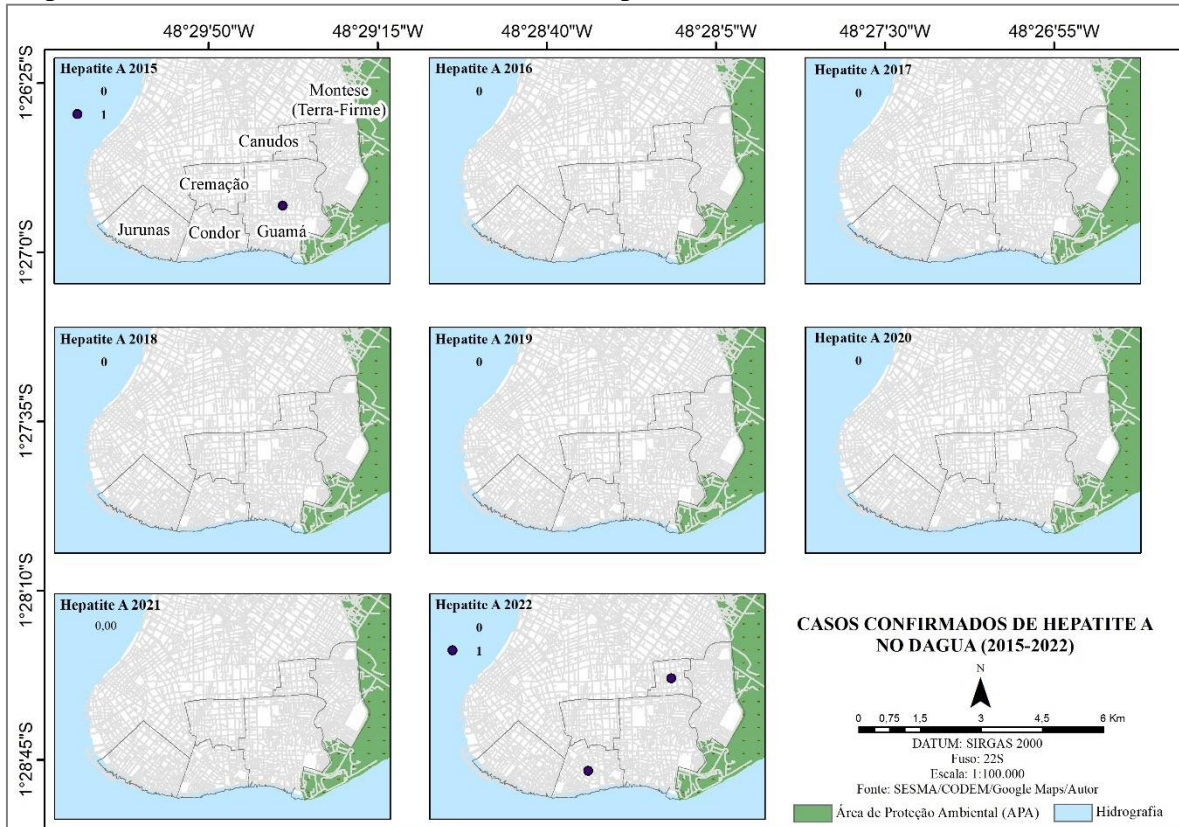 48°29'50"W 48°29'15"W 48°28'40"W 48°28'5"W 48°27'30"W 48°26'55"W
1°26'25"S
1°27'0"S
1°27'35"S
1°28'10"S
1°28'45"S
Hepatite A 2015
0
1
Montese
(Terra-Firme)
Canudos
Cremação
Jurunas
Condor
Guamá
Hepatite A 2016
0
Hepatite A 2017
0
Hepatite A 2018
0
Hepatite A 2019
0
Hepatite A 2020
0
Hepatite A 2021
0,00
Hepatite A 2022
0
1
CASOS CONFIRMADOS DE HEPATITE A
NO DAGUA (2015-2022)
N
0 0,75 1,5 3 4,5 6 Km
DATUM: SIRGAS 2000
Fuso: 22S
Escala: 1:100.000
Fonte: SESMA/CODEM/Google Maps/Autor
Área de Proteção Ambiental (APA) Hidrografia